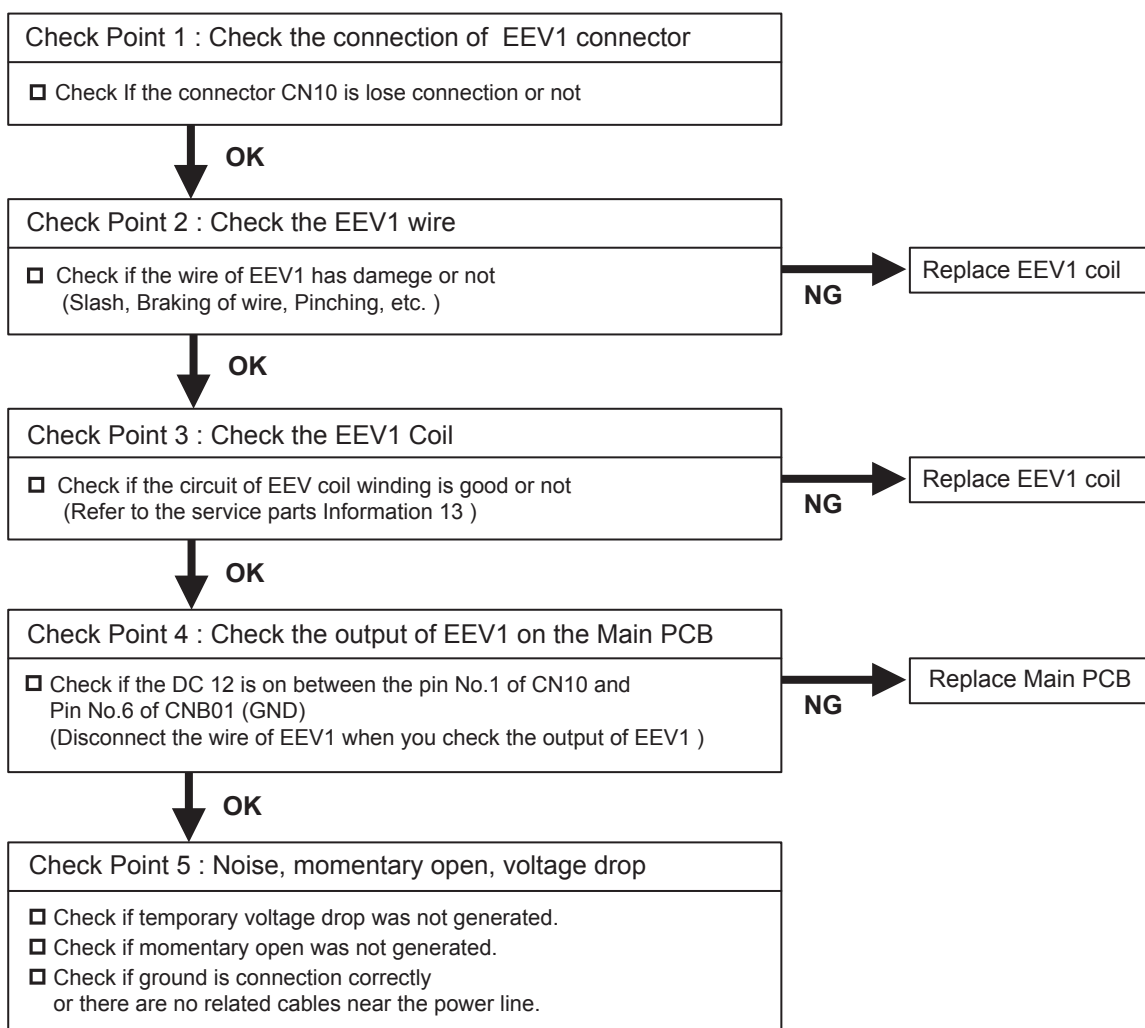 Check Point 1 : Check the connection of EEV1 connector
Check If the connector CN10 is lose connection or not
OK
Check Point 2 : Check the EEV1 wire
Check if the wire of EEV1 has damege or not
(Slash, Braking of wire, Pinching, etc. )
NG
Replace EEV1 coil
OK
Check Point 3 : Check the EEV1 Coil
Check if the circuit of EEV coil winding is good or not
(Refer to the service parts Information 13 )
NG
Replace EEV1 coil
OK
Check Point 4 : Check the output of EEV1 on the Main PCB
Check if the DC 12 is on between the pin No.1 of CN10 and
Pin No.6 of CNB01 (GND)
(Disconnect the wire of EEV1 when you check the output of EEV1 )
NG
Replace Main PCB
OK
Check Point 5 : Noise, momentary open, voltage drop
Check if temporary voltage drop was not generated.
Check if momentary open was not generated.
Check if ground is connection correctly
or there are no related cables near the power line.